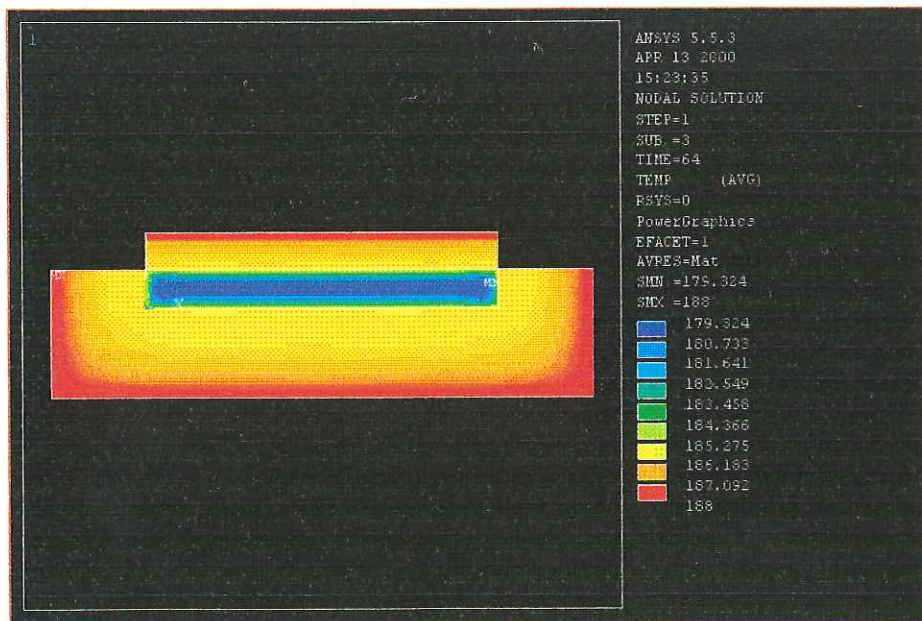 1
ANSYS 5.5.3
APR 13 2000
15:23:35
NODAL SOLUTION
STEP=1
SUB =3
TIME=64
TEMP (AVG)
RSYS=0
PowerGraphics
EFACET=1
AVRES=Mat
SMN =179.324
SMX =188
179.324
180.733
181.641
182.549
183.458
184.366
185.275
186.183
187.092
188